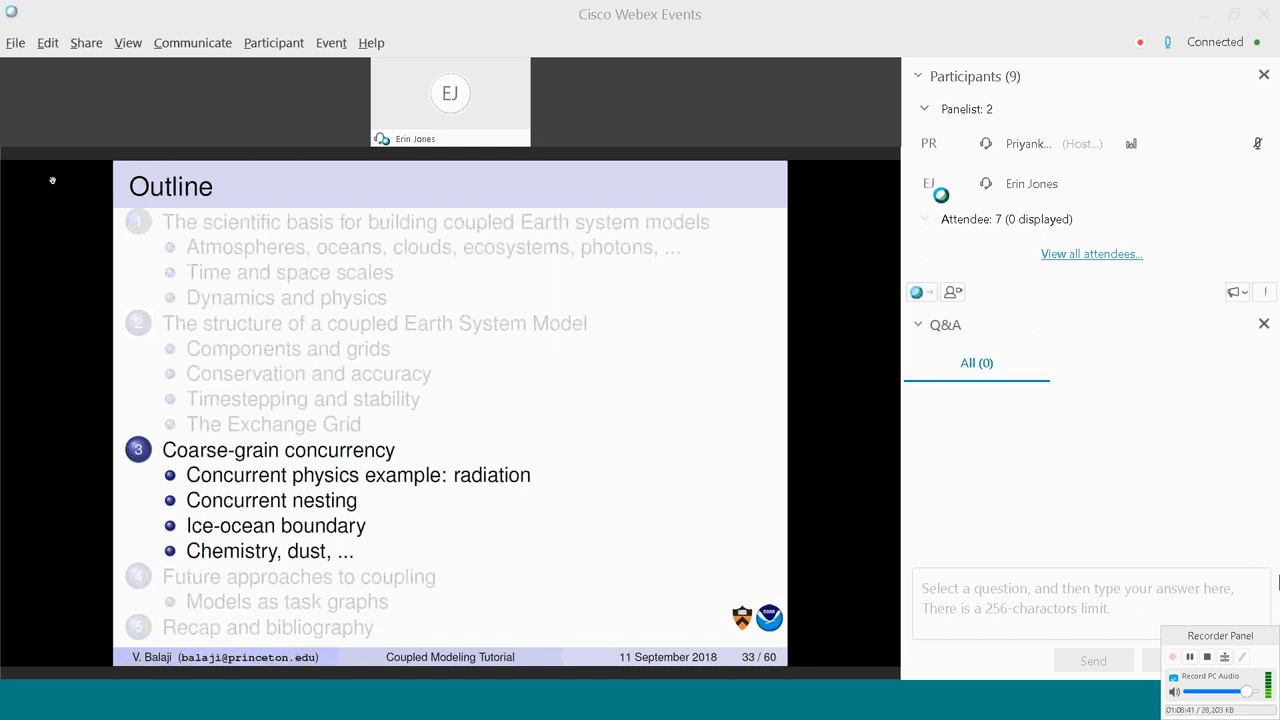 Cisco Webex Events
File Edit Share View Communicate Participant Event Help
Connected
EJ
Erin Jones
Participants (9)
Panelist: 2
PR Priyank... (Host...)
EJ Erin Jones
Attendee: 7 (0 displayed)
View all attendees...
Q&A
All (0)
Outline
1 The scientific basis for building coupled Earth system models
Atmospheres, oceans, clouds, ecosystems, photons, ...
Time and space scales
Dynamics and physics
2 The structure of a coupled Earth System Model
Components and grids
Conservation and accuracy
Timestepping and stability
The Exchange Grid
3 Coarse-grain concurrency
Concurrent physics example: radiation
Concurrent nesting
Ice-ocean boundary
Chemistry, dust, ...
4 Future approaches to coupling
Models as task graphs
5 Recap and bibliography
V. Balaji (balaji@princeton.edu) Coupled Modeling Tutorial 11 September 2018 33 / 60
Select a question, and then type your answer here,
There is a 256-charactors limit.
Send
Recorder Panel
Record PC Audio
01:08:41 / 28,203 KB